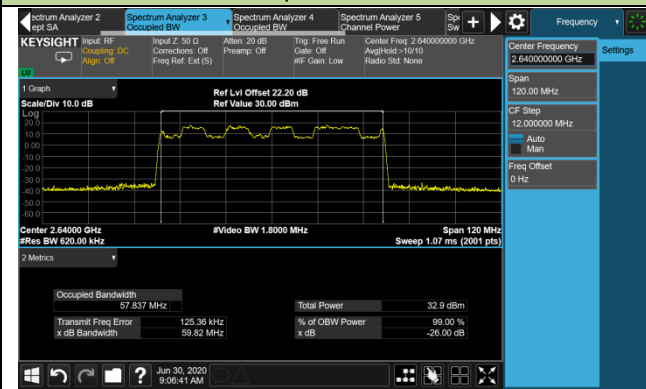 Spectrum Analyzer 2
ept SA
Spectrum Analyzer 3
Occupied BW
Spectrum Analyzer 4
Occupied BW
Spectrum Analyzer 5
Channel Power
Sp
Sw
Frequency
KEYSIGHT
Input: RF
Coupling: DC
Align: Off
Input Z: 50 Ω
Corrections: Off
Freq Ref: Ext (S)
Atten: 20 dB
Preamp: Off
Trig: Free Run
Gate: Off
#IF Gain: Low
Center Freq: 2.640000000 GHz
Avg|Hold:>10/10
Radio Std: None
LXI
1 Graph
Scale/Div 10.0 dB
Ref Lvl Offset 22.20 dB
Ref Value 30.00 dBm
Log
20.0
10.0
0.00
-10.0
-20.0
-30.0
-40.0
-50.0
-60.0
Center 2.64000 GHz
#Res BW 620.00 kHz
#Video BW 1.8000 MHz
Span 120 MHz
Sweep 1.07 ms (2001 pts)
2 Metrics
Occupied Bandwidth
57.837 MHz
Total Power 32.9 dBm
Transmit Freq Error 125.36 kHz
% of OBW Power 99.00 %
x dB Bandwidth 59.82 MHz
x dB -26.00 dB
Center Frequency
2.640000000 GHz
Settings
Span
120.00 MHz
CF Step
12.000000 MHz
Auto
Man
Freq Offset
0 Hz
?
Jun 30, 2020
9:06:41 AM